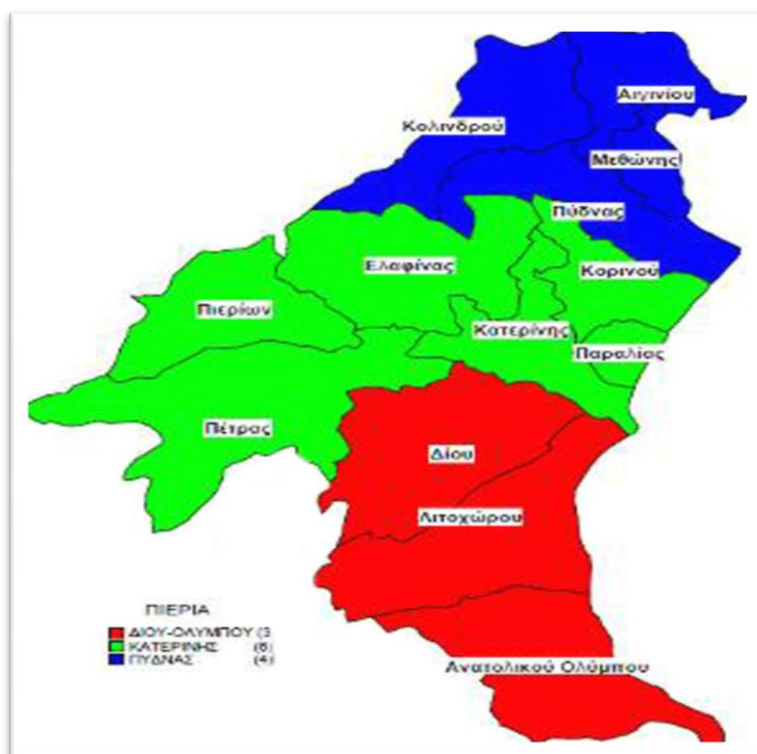 Αιγινίου
Κολινδρού
Μεθώνης
Πύδνας
Ελαφίνας
Κορινού
Πιερίων
Κατερίνης
Παραλίας
Πέτρας
Δίου
Λιτοχώρου
ΠΙΕΡΙΑ
ΔΙΟΥ-ΟΛΥΜΠΟΥ (3
ΚΑΤΕΡΙΝΗΣ (6)
ΠΥΔΝΑΣ (4)
Ανατολικού Ολύμπου